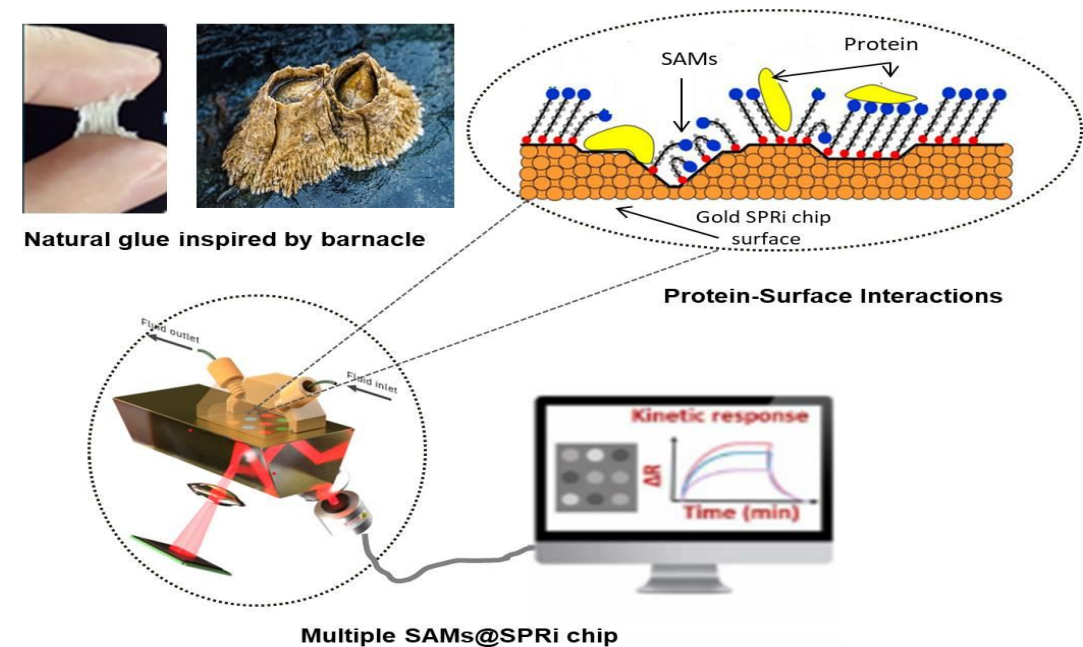 SAMs
Protein
Gold SPRi chip
surface
Natural glue inspired by barnacle
Protein-Surface Interactions
Fluid outlet
Fluid inlet
Kinetic response
ΔR
Time (min)
Multiple SAMs@SPRi chip